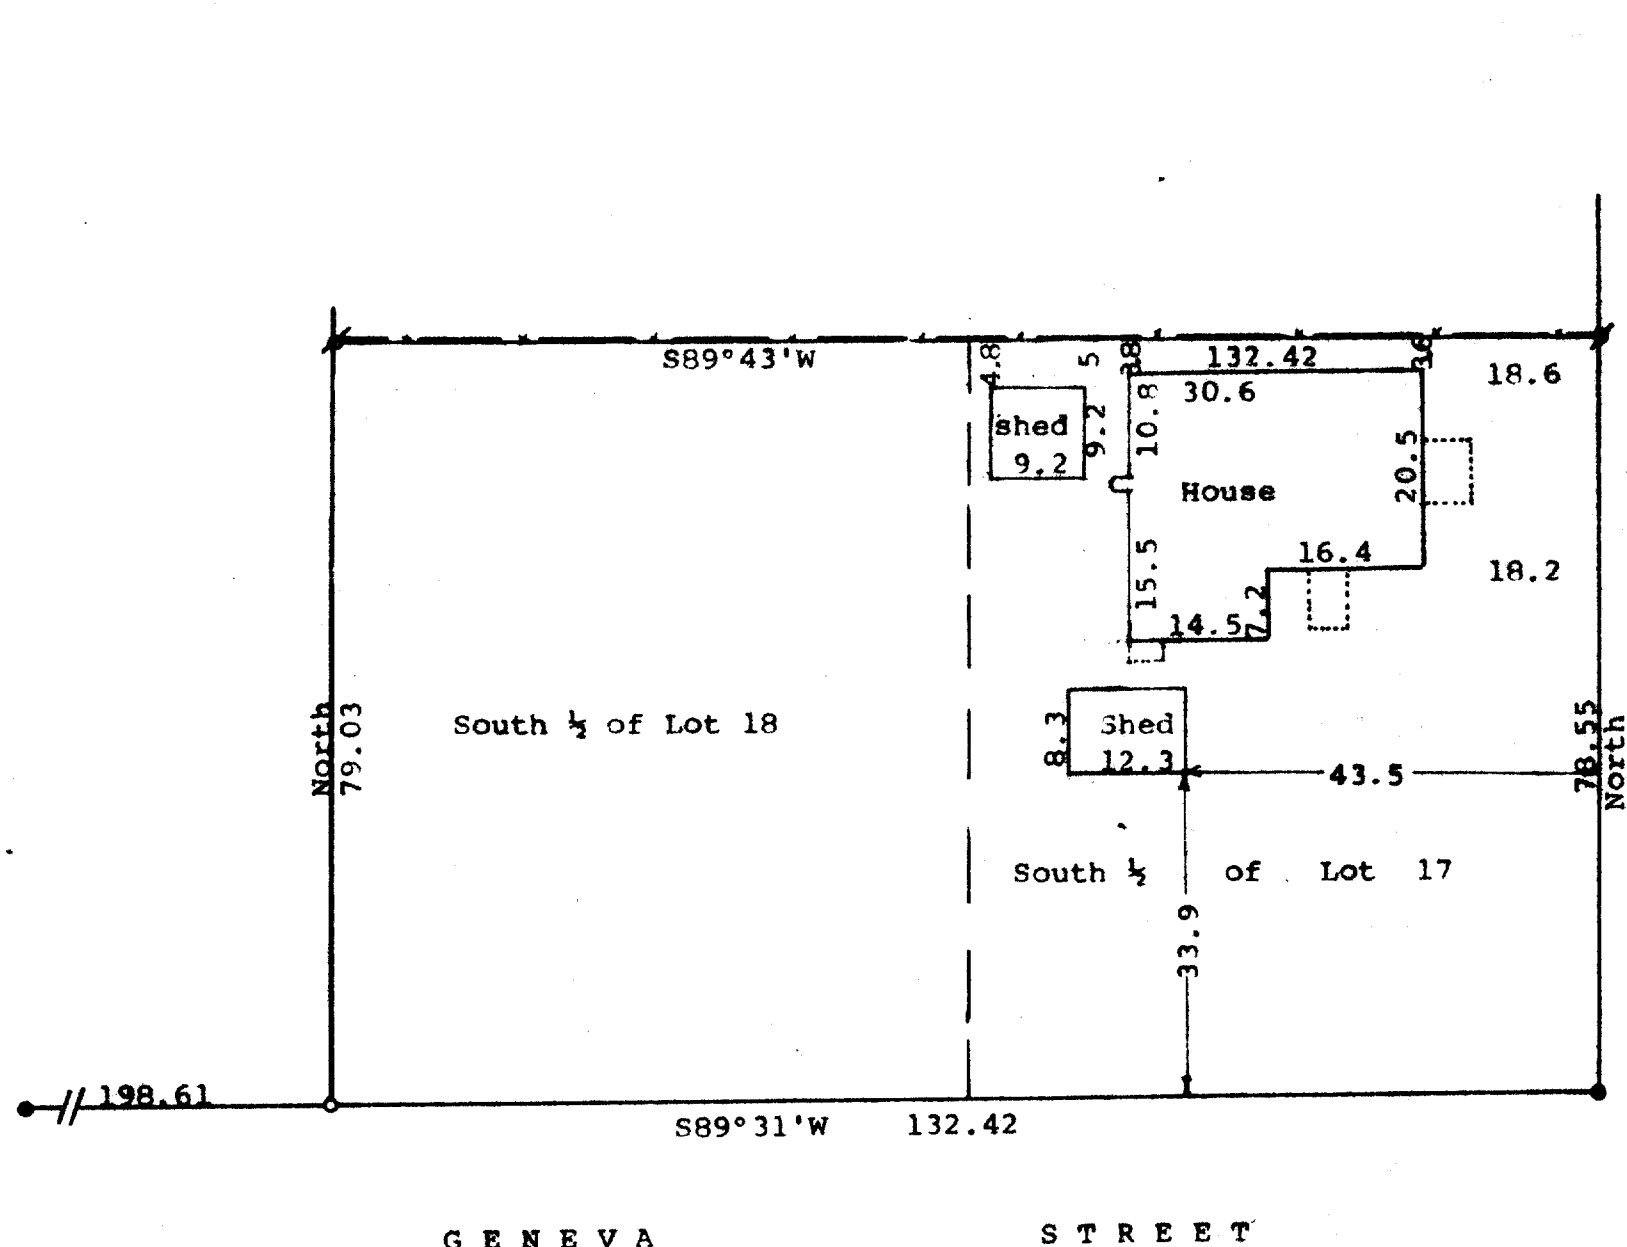 S89°43'W
4.8
5
38
132.42
36
18.6
30.6
10.8
shed
9.2
9.2
20.5
House
16.4
18.2
15.5
7.2
14.5
North
79.03
South ½ of Lot 18
8.3
Shed
12.3
43.5
78.55
North
South ½ of Lot 17
33.9
198.61
S89°31'W 132.42
GENEVA STREET